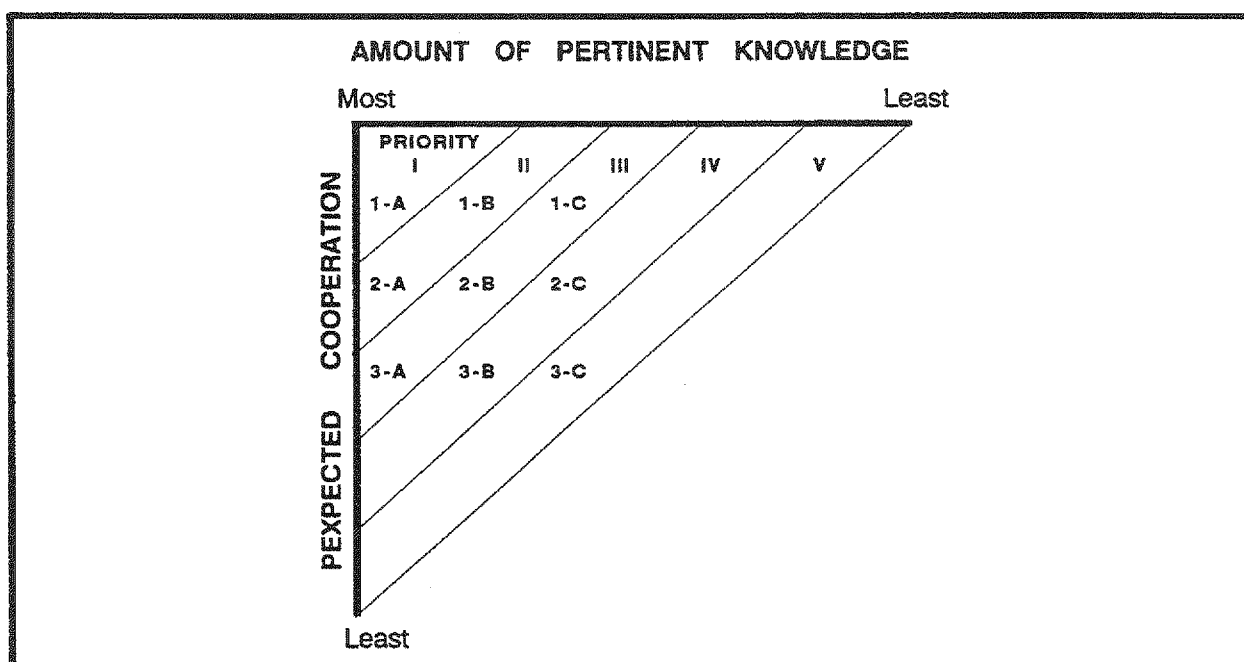 AMOUNT OF PERTINENT KNOWLEDGE
Most Least
PRIORITY
I II III IV V
1-A 1-B 1-C
2-A 2-B 2-C
3-A 3-B 3-C
PEXPECTED COOPERATION
Least